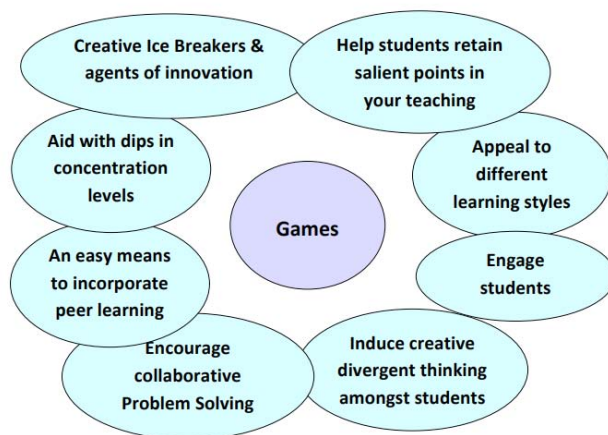 Creative Ice Breakers &
agents of innovation
Help students retain
salient points in
your teaching
Aid with dips in
concentration
levels
Appeal to
different
learning styles
Games
An easy means
to incorporate
peer learning
Engage
students
Encourage
collaborative
Problem Solving
Induce creative
divergent thinking
amongst students